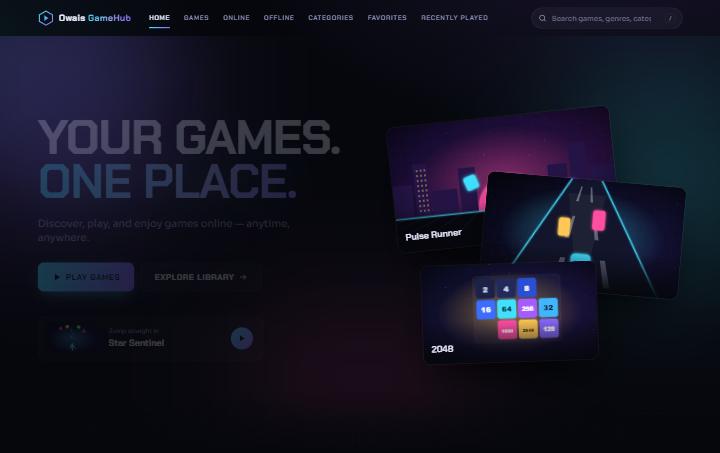 Owais GameHub
HOME GAMES ONLINE OFFLINE CATEGORIES FAVORITES RECENTLY PLAYED
Search games, genres, cate
/
YOUR GAMES.
ONE PLACE.
Discover, play, and enjoy games online — anytime,
anywhere.
PLAY GAMES
EXPLORE LIBRARY →
Jump straight in
Star Sentinel
Pulse Runner
2 4 8
16 64 256 32
2048 128
2048